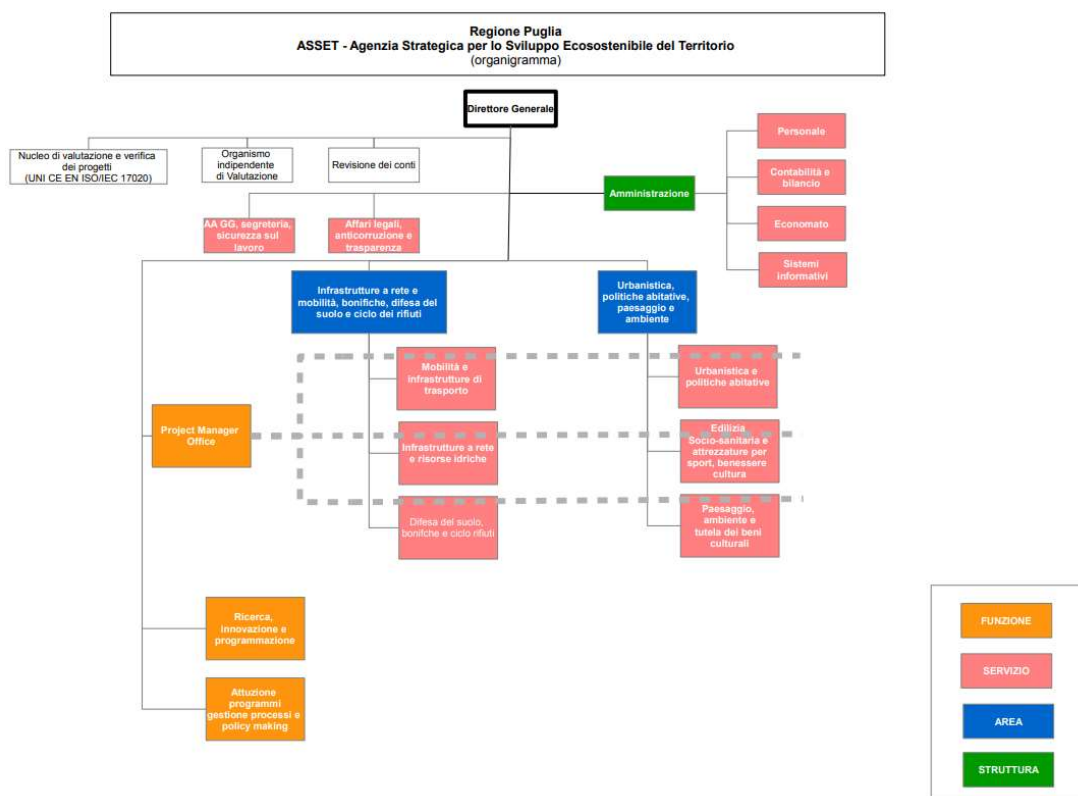 Regione Puglia
ASSET - Agenzia Strategica per lo Sviluppo Ecosostenibile del Territorio
(organigramma)
Direttore Generale
Nucleo di valutazione e verifica
dei progetti
(UNI CE EN ISO/IEC 17020)
Organismo
indipendente
di Valutazione
Revisione dei conti
Personale
Contabilità e
bilancio
Amministrazione
Economato
Sistemi
informativi
AA GG, segreteria,
sicurezza sul
lavoro
Affari legali,
anticorruzione e
trasparenza
Infrastrutture a rete e
mobilità, bonifiche, difesa del
suolo e ciclo dei rifiuti
Urbanistica,
politiche abitative,
paesaggio e
ambiente
Mobilità e
infrastrutture di
trasporto
Urbanistica e
politiche abitative
Project Manager
Office
Infrastrutture a rete
e risorse idriche
Edilizia
Socio-sanitaria e
attrezzature per
sport, benessere
cultura
Difesa del suolo,
bonifche e ciclo rifiuti
Paesaggio,
ambiente e
tutela dei beni
culturali
Ricerca,
innovazione e
programmazione
Attuzione
programmi
gestione processi e
policy making
FUNZIONE
SERVIZIO
AREA
STRUTTURA